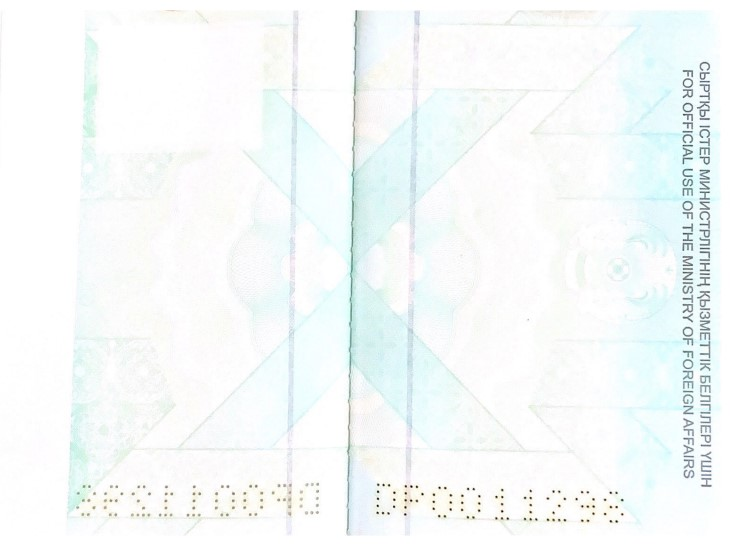 СЫРТҚЫ ІСТЕР МИНИСТРЛІГІНІҢ ҚЫЗМЕТТІК БЕЛГІЛЕРІ ҮШІН
FOR OFFICIAL USE OF THE MINISTRY OF FOREIGN AFFAIRS
DP0011298